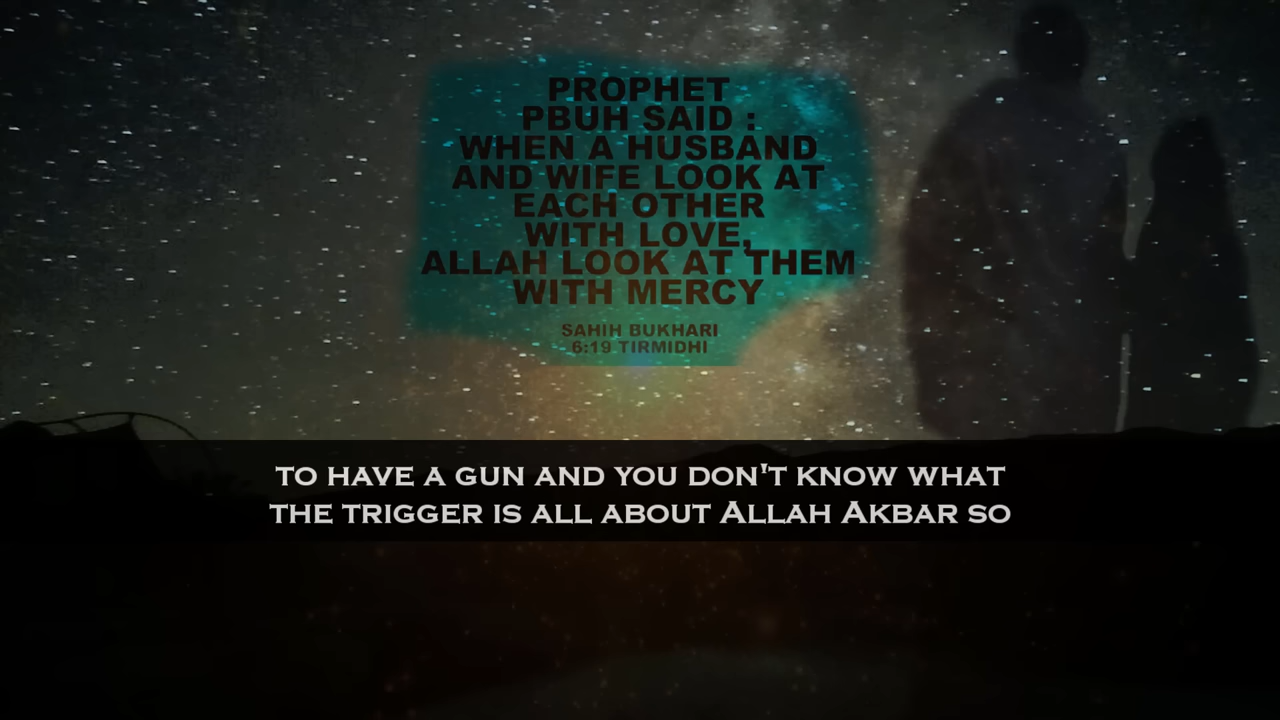 PROPHET
PBUH SAID :
WHEN A HUSBAND
AND WIFE LOOK AT
EACH OTHER
WITH LOVE,
ALLAH LOOK AT THEM
WITH MERCY
SAHIH BUKHARI
6:19 TIRMIDHI
TO HAVE A GUN AND YOU DON'T KNOW WHAT
THE TRIGGER IS ALL ABOUT ALLAH AKBAR SO